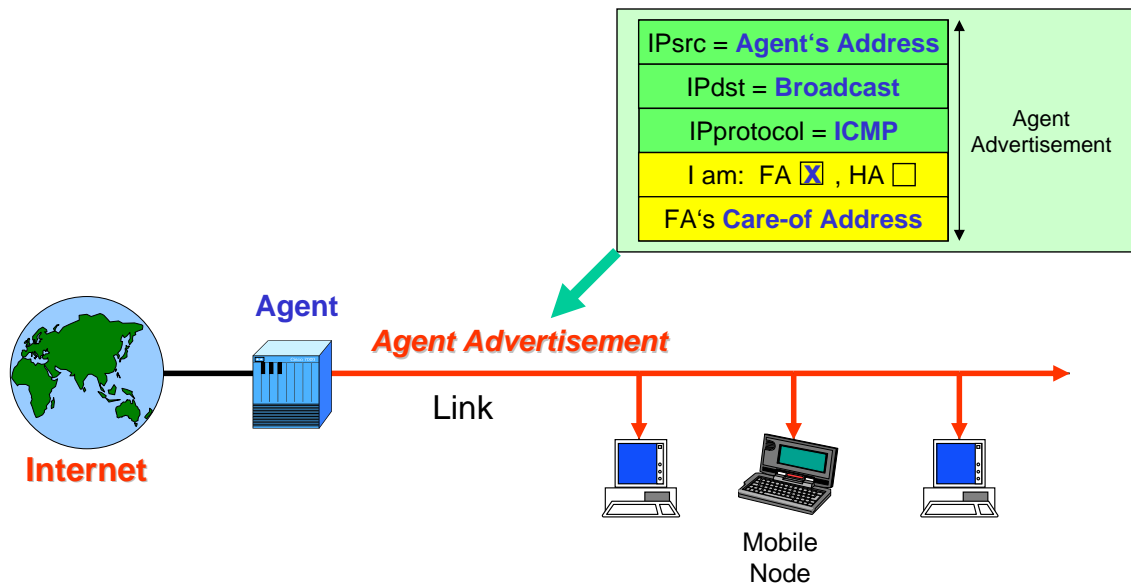 IPsrc = Agent‘s Address
IPdst = Broadcast
IPprotocol = ICMP
I am: FA X , HA
FA‘s Care-of Address
Agent
Advertisement
Agent
Agent Advertisement
Link
Internet
Mobile
Node